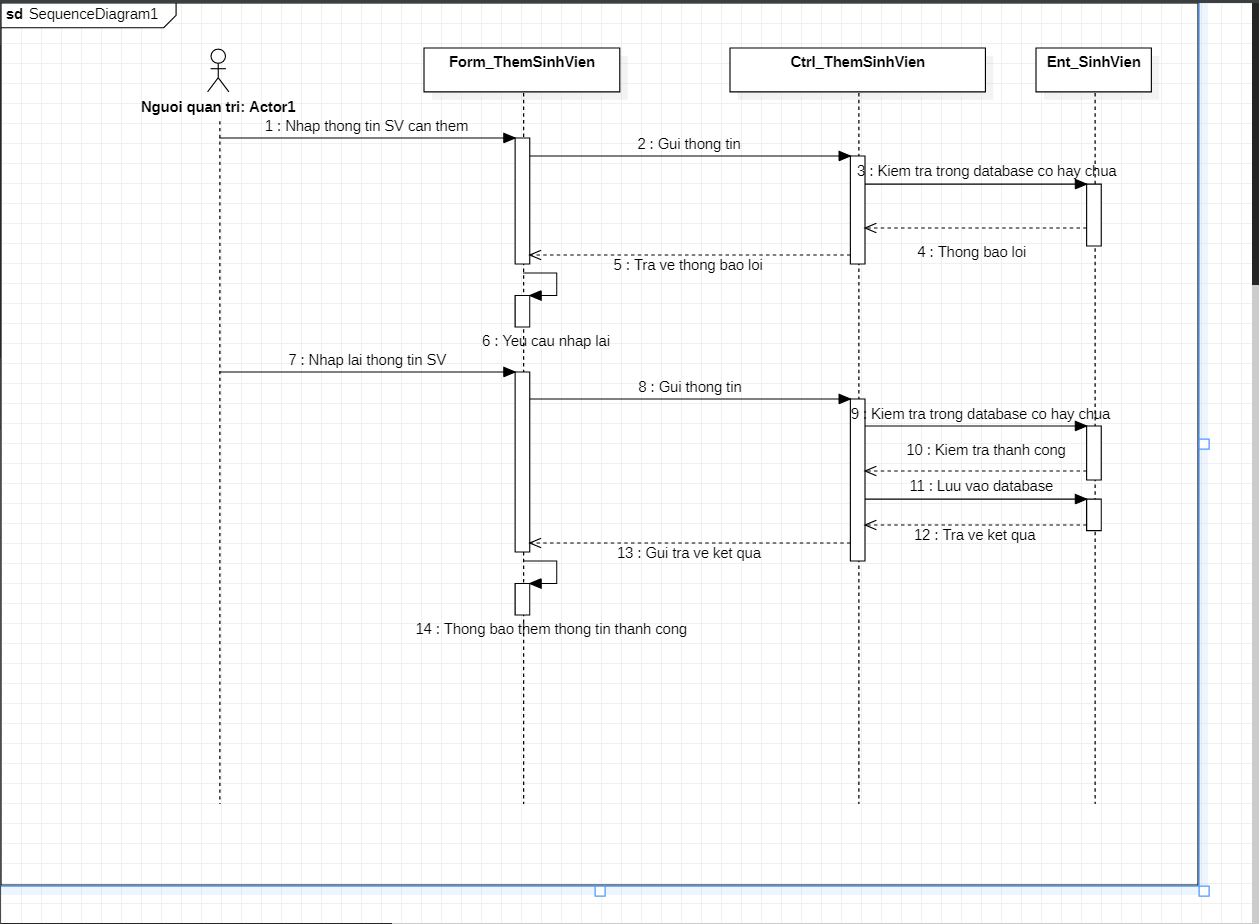 sd SequenceDiagram1
Form_ThemSinhVien
Ctrl_ThemSinhVien
Ent_SinhVien
Nguoi quan tri: Actor1
1 : Nhap thong tin SV can them
2 : Gui thong tin
3 : Kiem tra trong database co hay chua
4 : Thong bao loi
5 : Tra ve thong bao loi
6 : Yeu cau nhap lai
7 : Nhap lai thong tin SV
8 : Gui thong tin
9 : Kiem tra trong database co hay chua
10 : Kiem tra thanh cong
11 : Luu vao database
12 : Tra ve ket qua
13 : Gui tra ve ket qua
14 : Thong bao them thong tin thanh cong